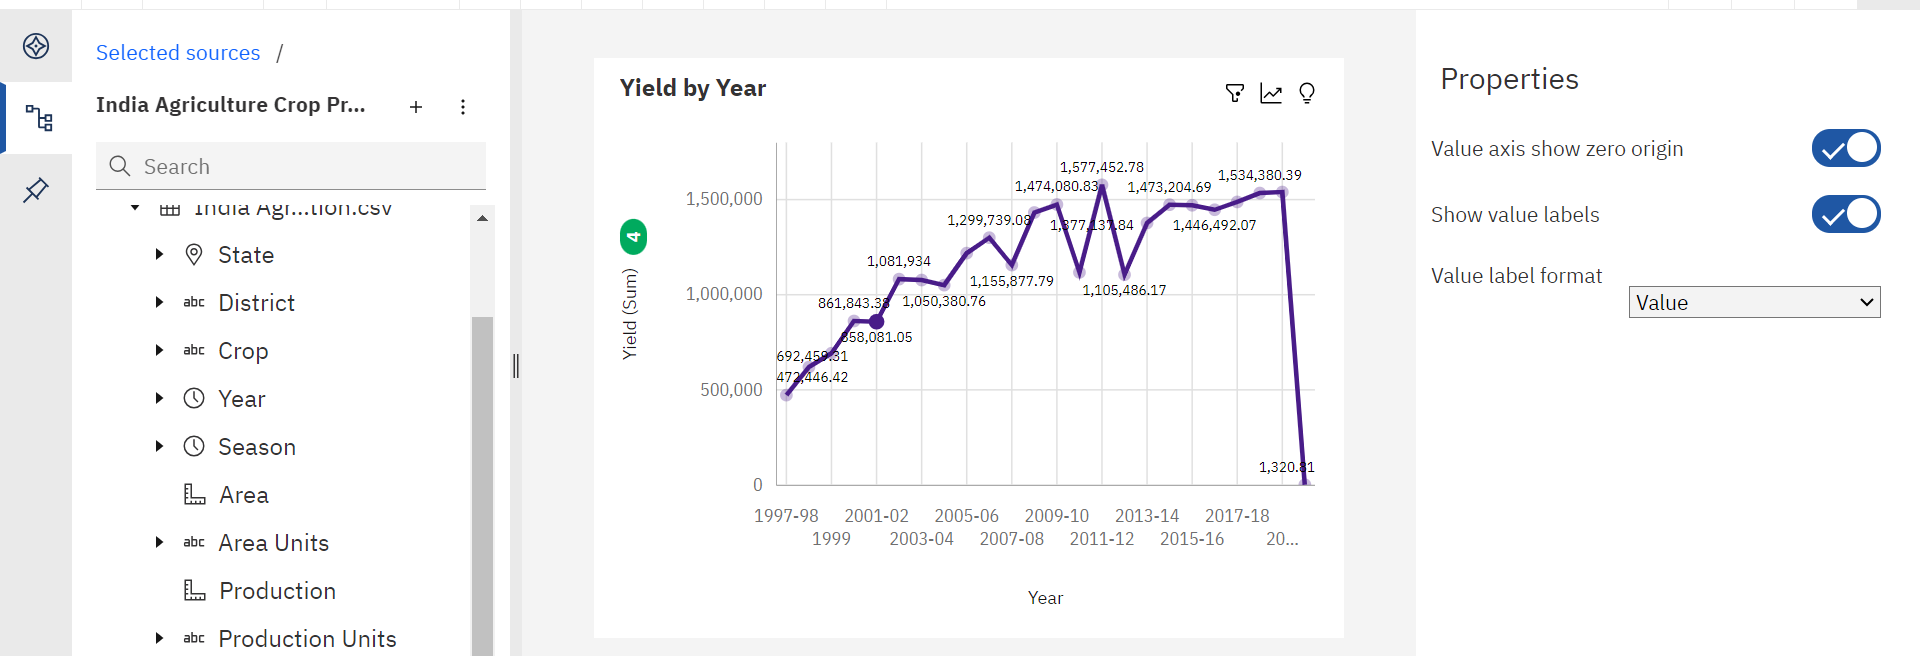 Selected sources /
India Agriculture Crop Pr...
Search
India Agr...tion.csv
State
abc District
abc Crop
Year
Season
Area
abc Area Units
Production
abc Production Units
Yield by Year
1,577,452.78
1,474,080.83
1,473,204.69
1,534,380.39
1,299,739.08
1,377,137.84
1,446,492.07
1,081,934
1,155,877.79
1,105,486.17
861,843.38
1,050,380.76
858,081.05
692,459.31
472,446.42
1,320.81
1,500,000
1,000,000
500,000
0
4
Yield (Sum)
1997-98 2001-02 2005-06 2009-10 2013-14 2017-18
1999 2003-04 2007-08 2011-12 2015-16 20...
Year
Properties
Value axis show zero origin
Show value labels
Value label format
Value